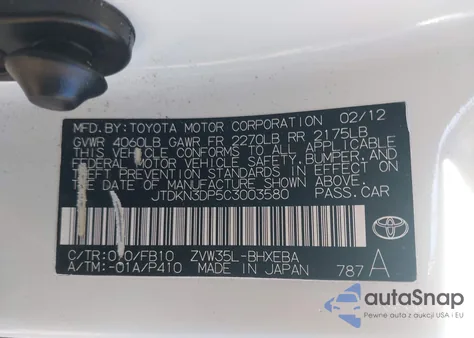 MFD.BY:TOYOTA MOTOR CORPORATION 02/12
GVWR 4060LB GAWR FR 2270LB RR 2175LB
THIS VEHICLE CONFORMS TO ALL APPLICABLE
FEDERAL MOTOR VEHICLE SAFETY, BUMPER, AND
THEFT PREVENTION STANDARDS IN EFFECT ON
THE DATE OF MANUFACTURE SHOWN ABOVE.
JTDKN3DP5C3003580 PASS.CAR
C/TR:040/FB10 ZVW35L-BHXEBA
A/TM:-01A/P410 MADE IN JAPAN 787 A
autoSnap
Pewne auta z aukcji USA i EU